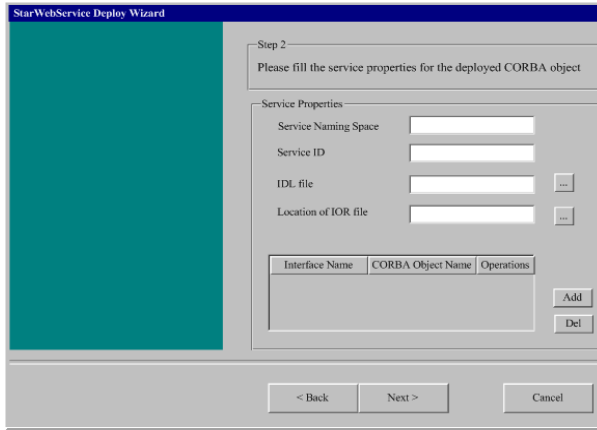 StarWebService Deploy Wizard
Step 2
Please fill the service properties for the deployed CORBA object
Service Properties
Service Naming Space
Service ID
IDL file
...
Location of IOR file
...
Interface Name CORBA Object Name Operations
Add
Del
< Back Next > Cancel